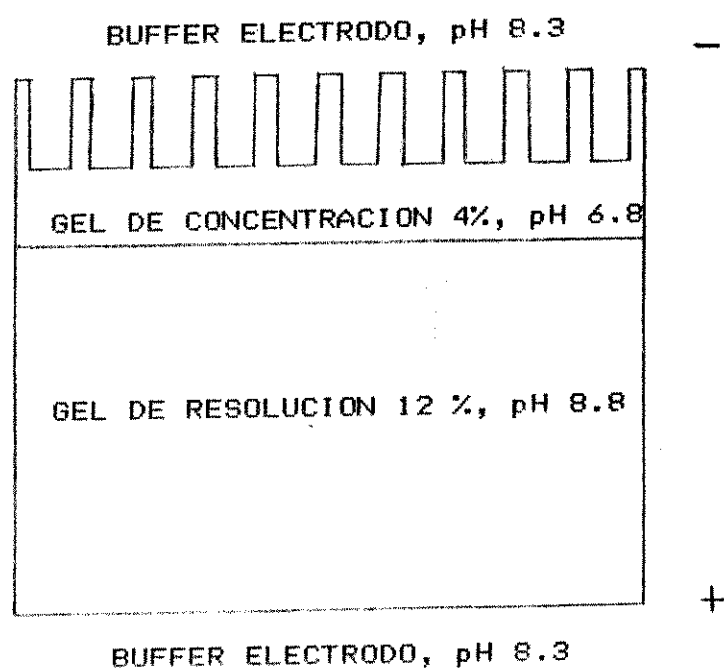 BUFFER ELECTRODO, pH 8.3
-
GEL DE CONCENTRACION 4%, pH 6.8
GEL DE RESOLUCION 12 %, pH 8.8
+
BUFFER ELECTRODO, pH 8.3